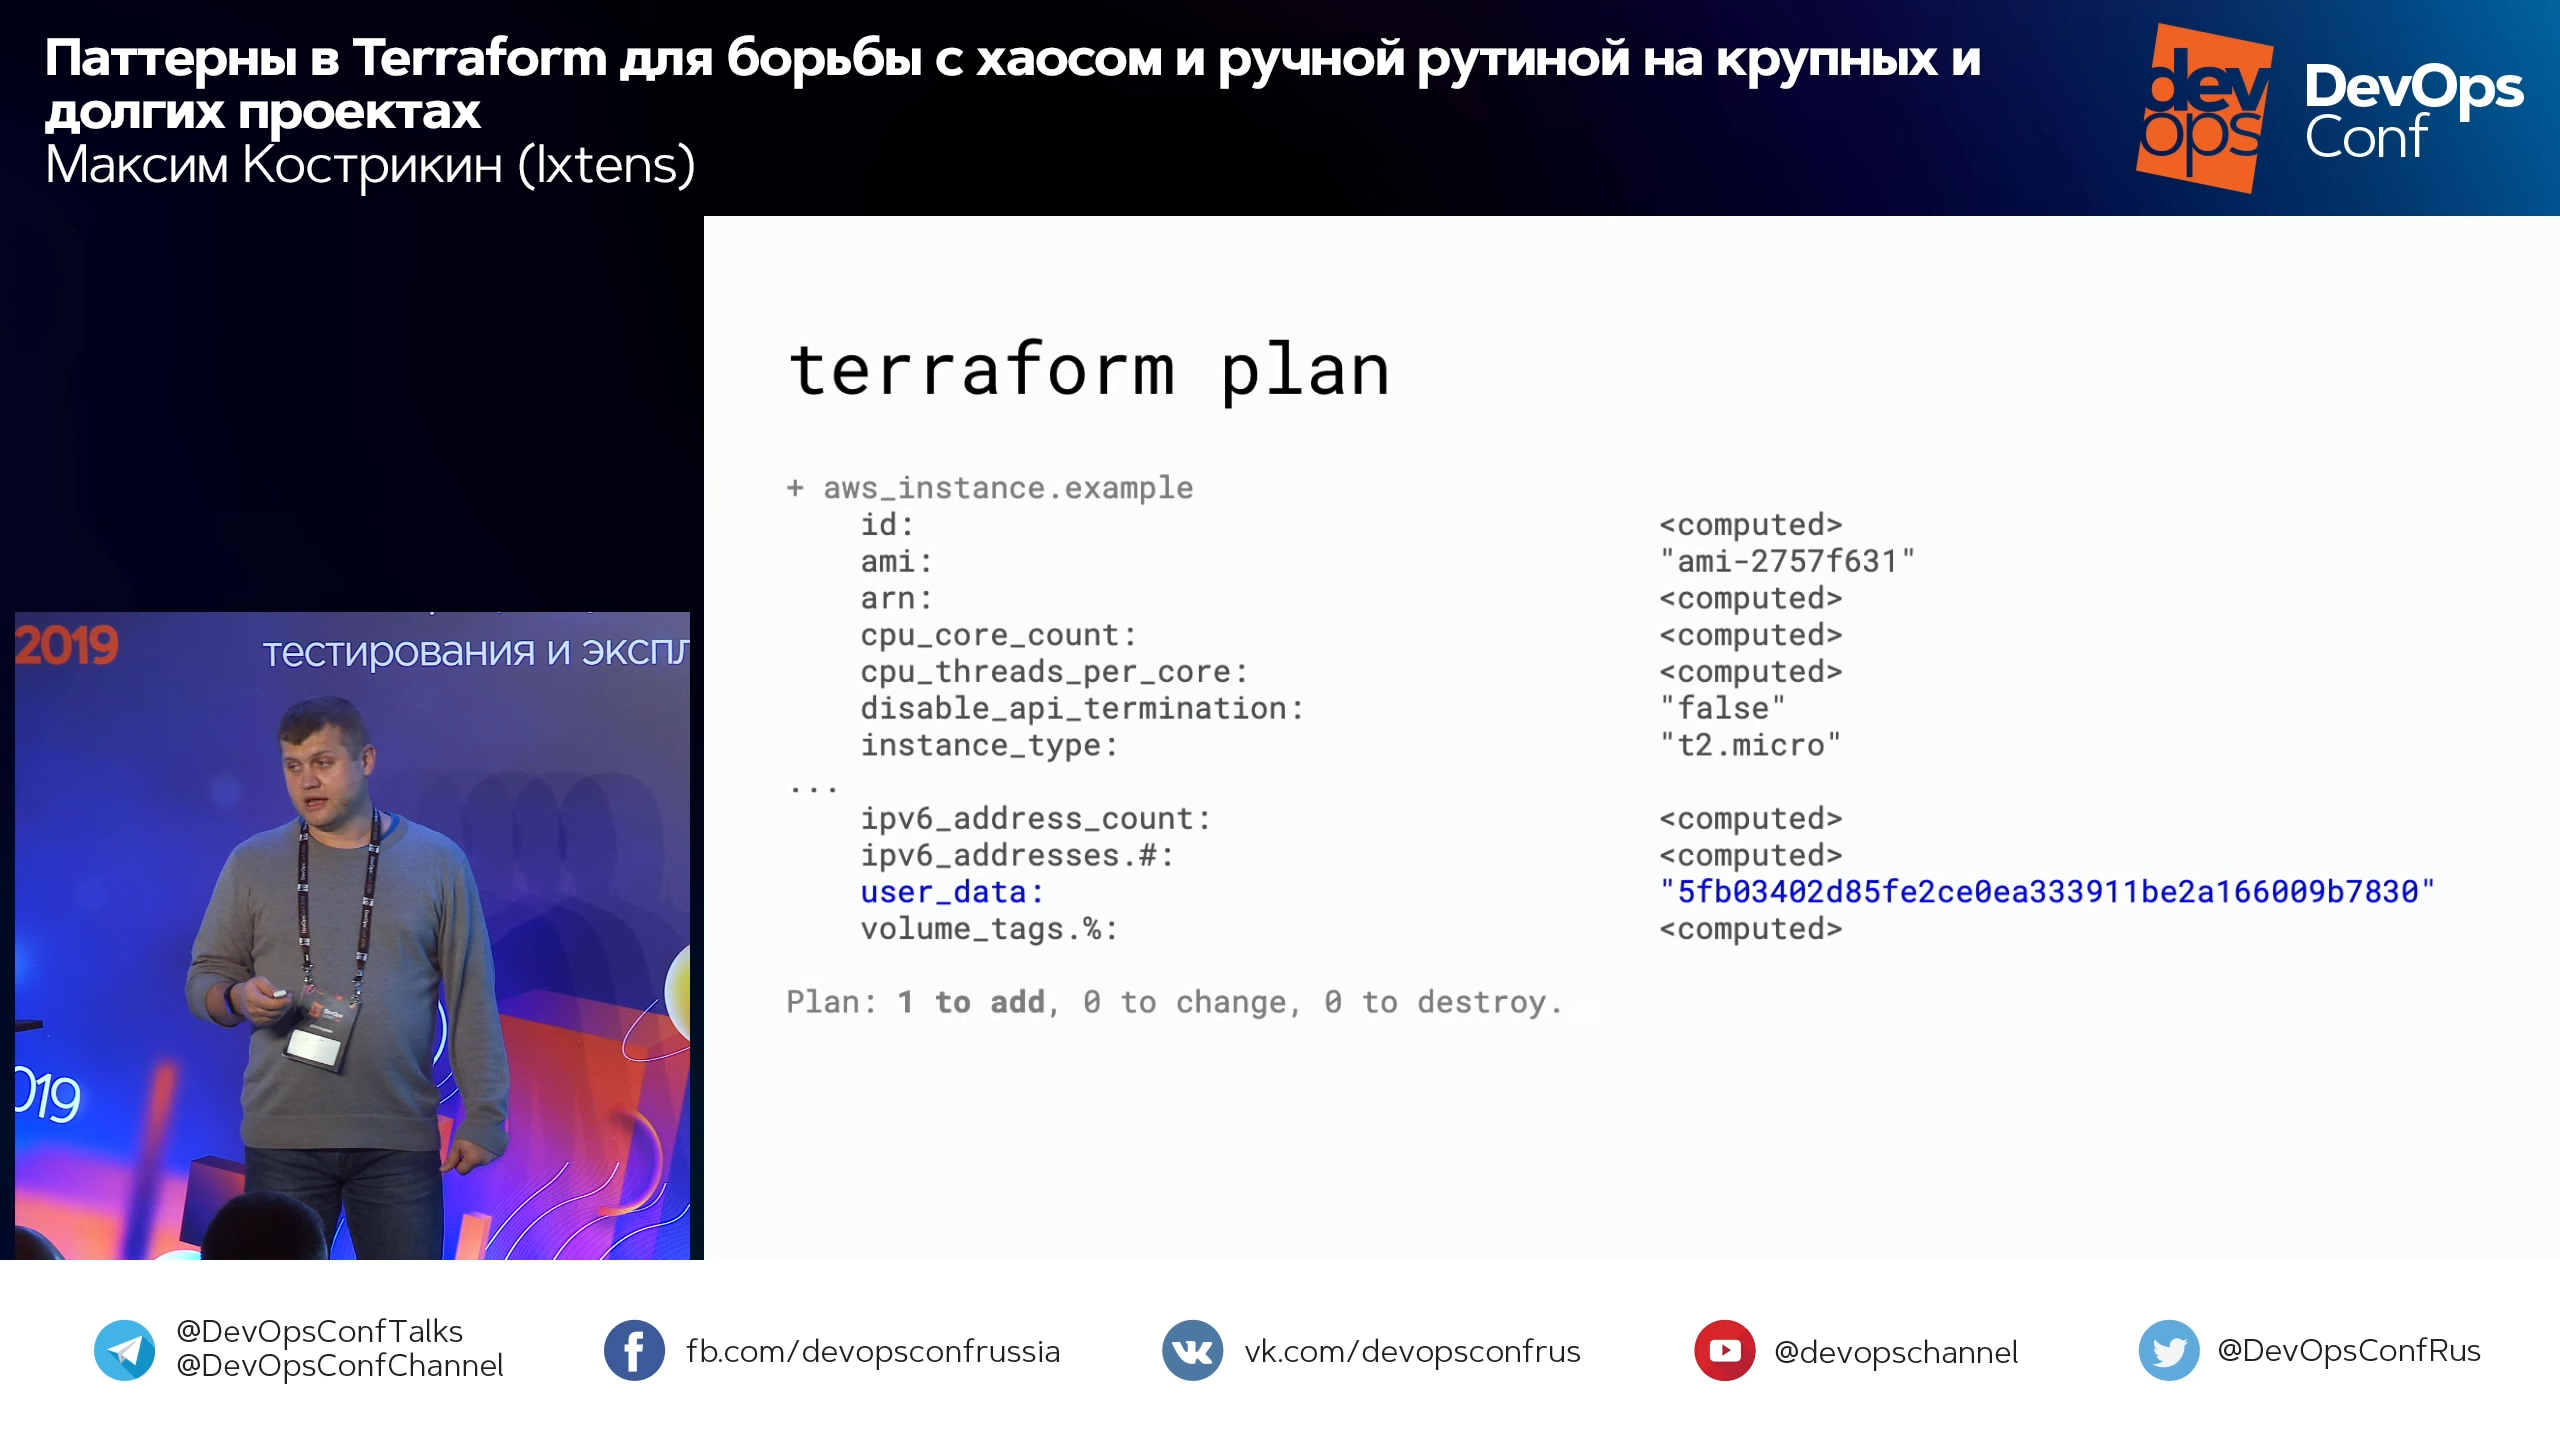 Паттерны в Terraform для борьбы с хаосом и ручной рутиной на крупных и
долгих проектах
Максим Кострикин (Ixtens)
dev
ops
DevOps
Conf
terraform plan
+ aws_instance.example
id: <computed>
ami: "ami-2757f631"
arn: <computed>
cpu_core_count: <computed>
cpu_threads_per_core: <computed>
disable_api_termination: "false"
instance_type: "t2.micro"
...
ipv6_address_count: <computed>
ipv6_addresses.#: <computed>
user_data: "5fb03402d85fe2ce0ea333911be2a166009b7830"
volume_tags.%: <computed>
Plan: 1 to add, 0 to change, 0 to destroy.
2019
тестирования и экспл
019
@DevOpsConfTalks
@DevOpsConfChannel
fb.com/devopsconfrussia
vk.com/devopsconfrus
@devopschannel
@DevOpsConfRus